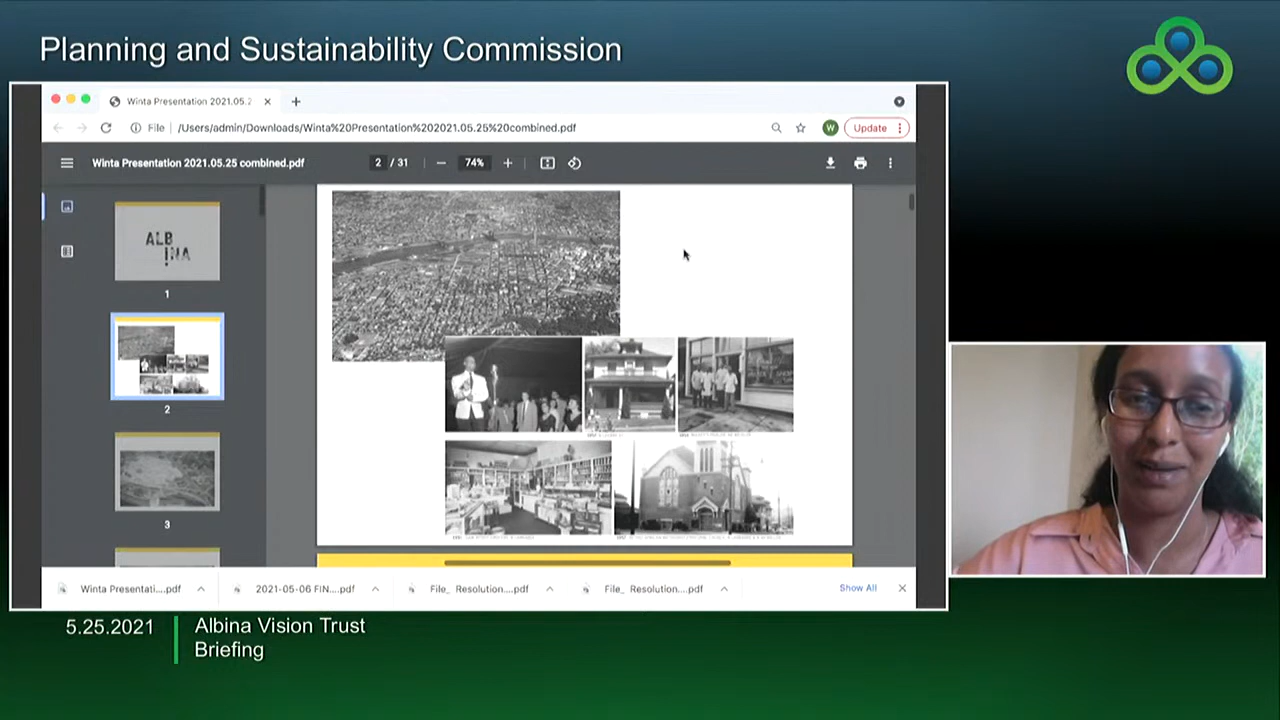 Planning and Sustainability Commission
Winta Presentation 2021.05.2
File
/Users/admin/Downloads/Winta%20Presentation%202021.05.25%20combined.pdf
W
Update
Winta Presentation 2021.05.25 combined.pdf
2 / 31
74%
ALB
INA
1
2
3
Winta Presentati....pdf
2021-05-06 FIN....pdf
File_ Resolution....pdf
File_ Resolution....pdf
Show All
5.25.2021
Albina Vision Trust
Briefing